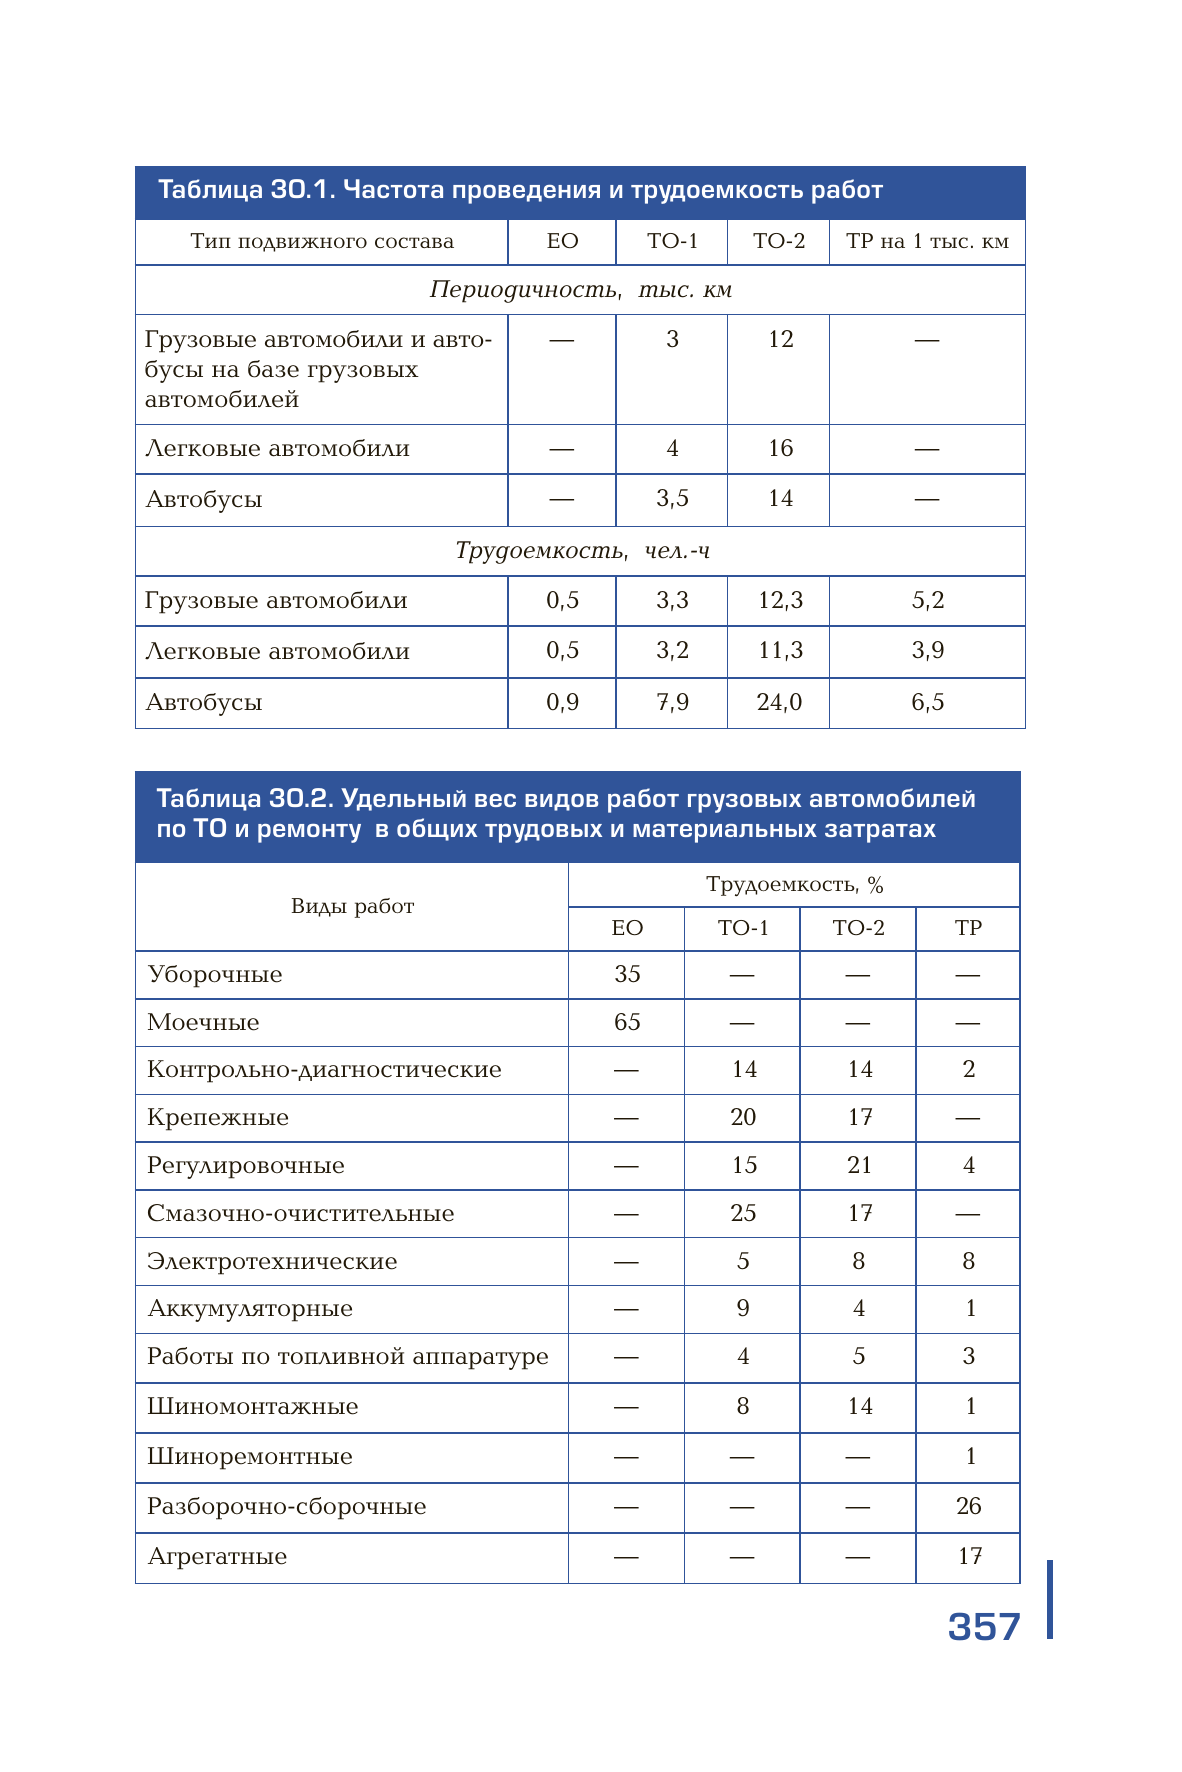 Таблица 30.1. Частота проведения и трудоемкость работ
Тип подвижного состава ЕО ТО-1 ТО-2 ТР на 1 тыс. км
Периодичность, тыс. км
Грузовые автомобили и авто- — 3 12 —
бусы на базе грузовых
автомобилей
Легковые автомобили — 4 16 —
Автобусы — 3,5 14 —
Трудоемкость, чел.-ч
Грузовые автомобили 0,5 3,3 12,3 5,2
Легковые автомобили 0,5 3,2 11,3 3,9
Автобусы 0,9 7,9 24,0 6,5
Таблица 30.2. Удельный вес видов работ грузовых автомобилей
по ТО и ремонту в общих трудовых и материальных затратах
Трудоемкость, %
Виды работ
ЕО ТО-1 ТО-2 ТР
Уборочные 35 — — —
Моечные 65 — — —
Контрольно-диагностические — 14 14 2
Крепежные — 20 17 —
Регулировочные — 15 21 4
Смазочно-очистительные — 25 17 —
Электротехнические — 5 8 8
Аккумуляторные — 9 4 1
Работы по топливной аппаратуре — 4 5 3
Шиномонтажные — 8 14 1
Шиноремонтные — — — 1
Разборочно-сборочные — — — 26
Агрегатные — — — 17
357